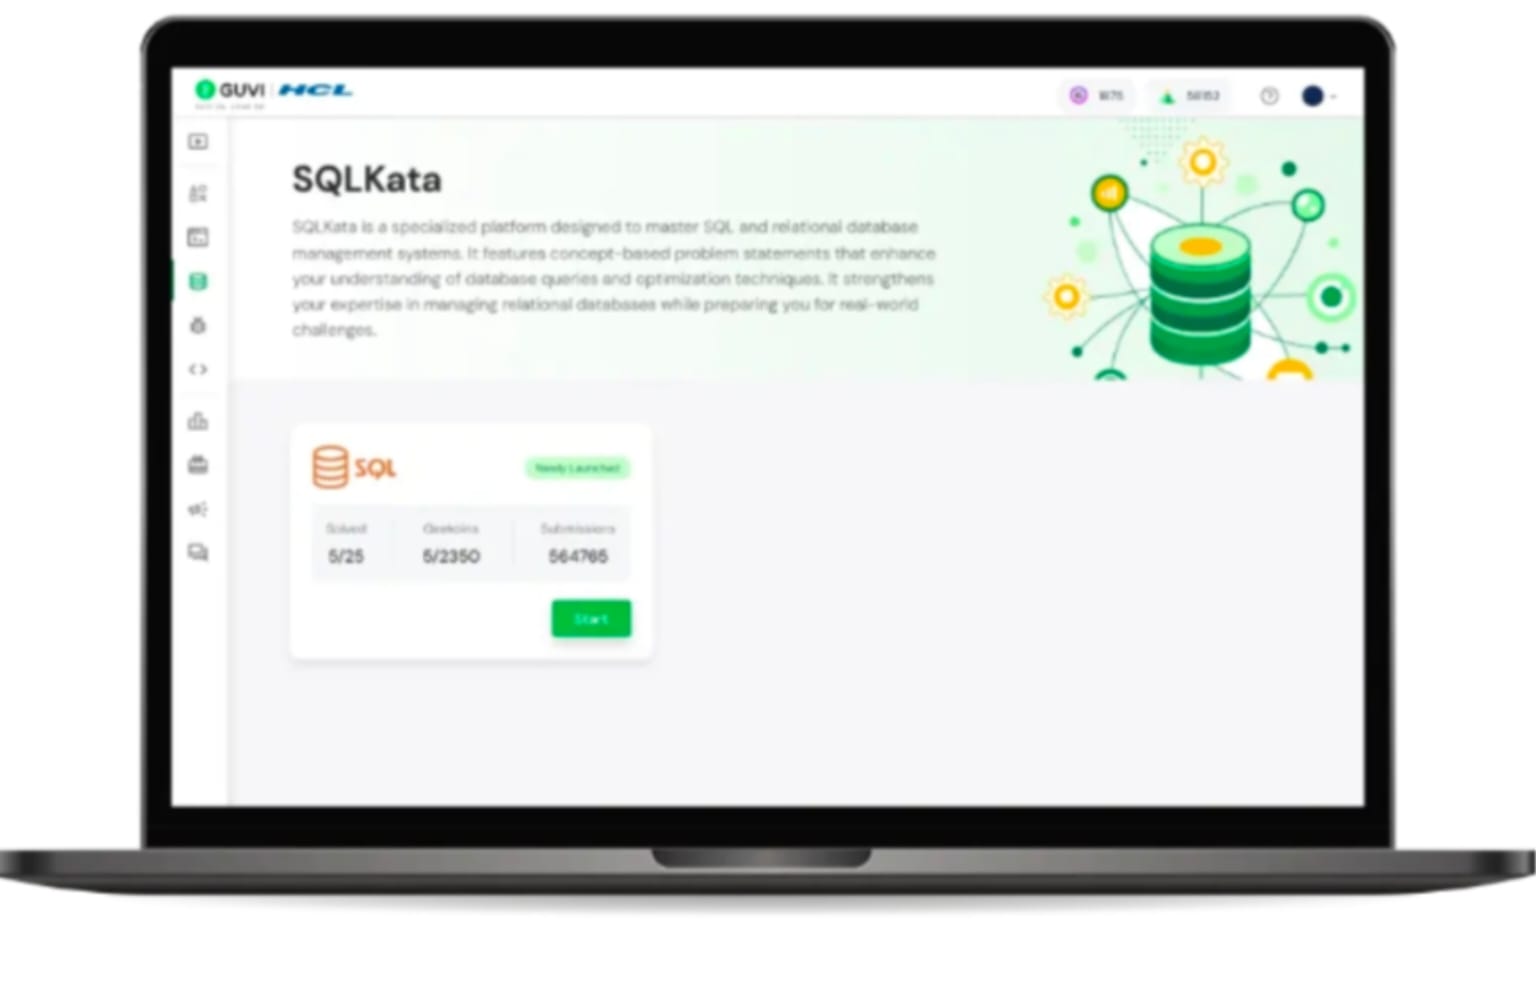 GUVI | HCL
SQLKata
SQLKata is a specialized platform designed to master SQL and relational database
management systems. It features concept-based problem statements that enhance
your understanding of database queries and optimization techniques. It strengthens
your expertise in managing relational databases while preparing you for real-world
challenges.
SQL
Newly Launched
Solved Geekoins Submissions
5/25 5/2350 564765
Start